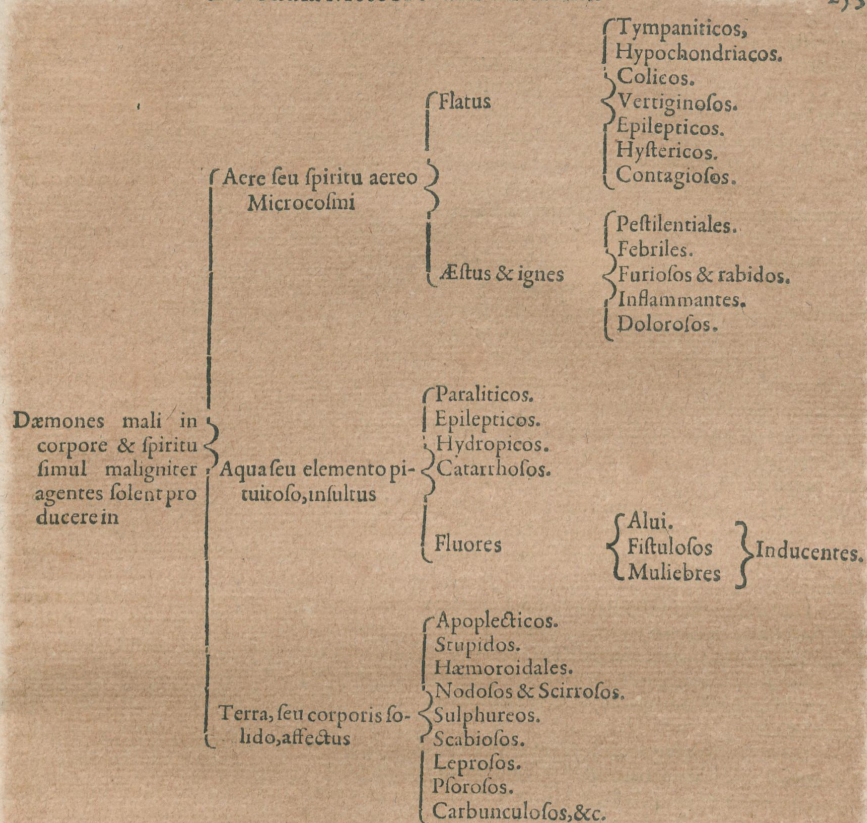 Tympaniticos,
Hypochondriacos.
Colicos.
Flatus
Vertiginoſos.
Epilepticos.
Hyſtericos.
Aere ſeu ſpiritu aereo
Microcoſmi
Contagioſos.
Peſtilentiales.
Febriles.
Æſtus & ignes
Furioſos & rabidos.
Inflammantes.
Doloroſos.
Dæmones mali in
corpore & ſpiritu
ſimul maligniter
agentes ſolent pro
ducere in
Paraliticos.
Epilepticos.
Hydropicos.
Aqua ſeu elemento pi-
tuitoſo, inſultus
Catarrhoſos.
Fluores
Alui.
Fiſtuloſos
Muliebres
Inducentes.
Apoplecticos.
Stupidos.
Hæmoroidales.
Nodoſos & Scirroſos.
Terra, ſeu corporis ſo-
lido, affectus
Sulphureos.
Scabioſos.
Leproſos.
Pſoroſos.
Carbunculoſos, &c.